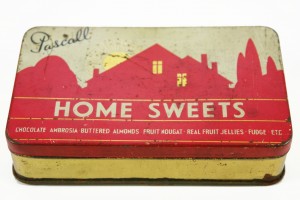 Pascall
HOME SWEETS
CHOCOLATE AMBROSIA BUTTERED ALMONDS · FRUIT NOUGAT · REAL FRUIT JELLIES · FUDGE · ETC